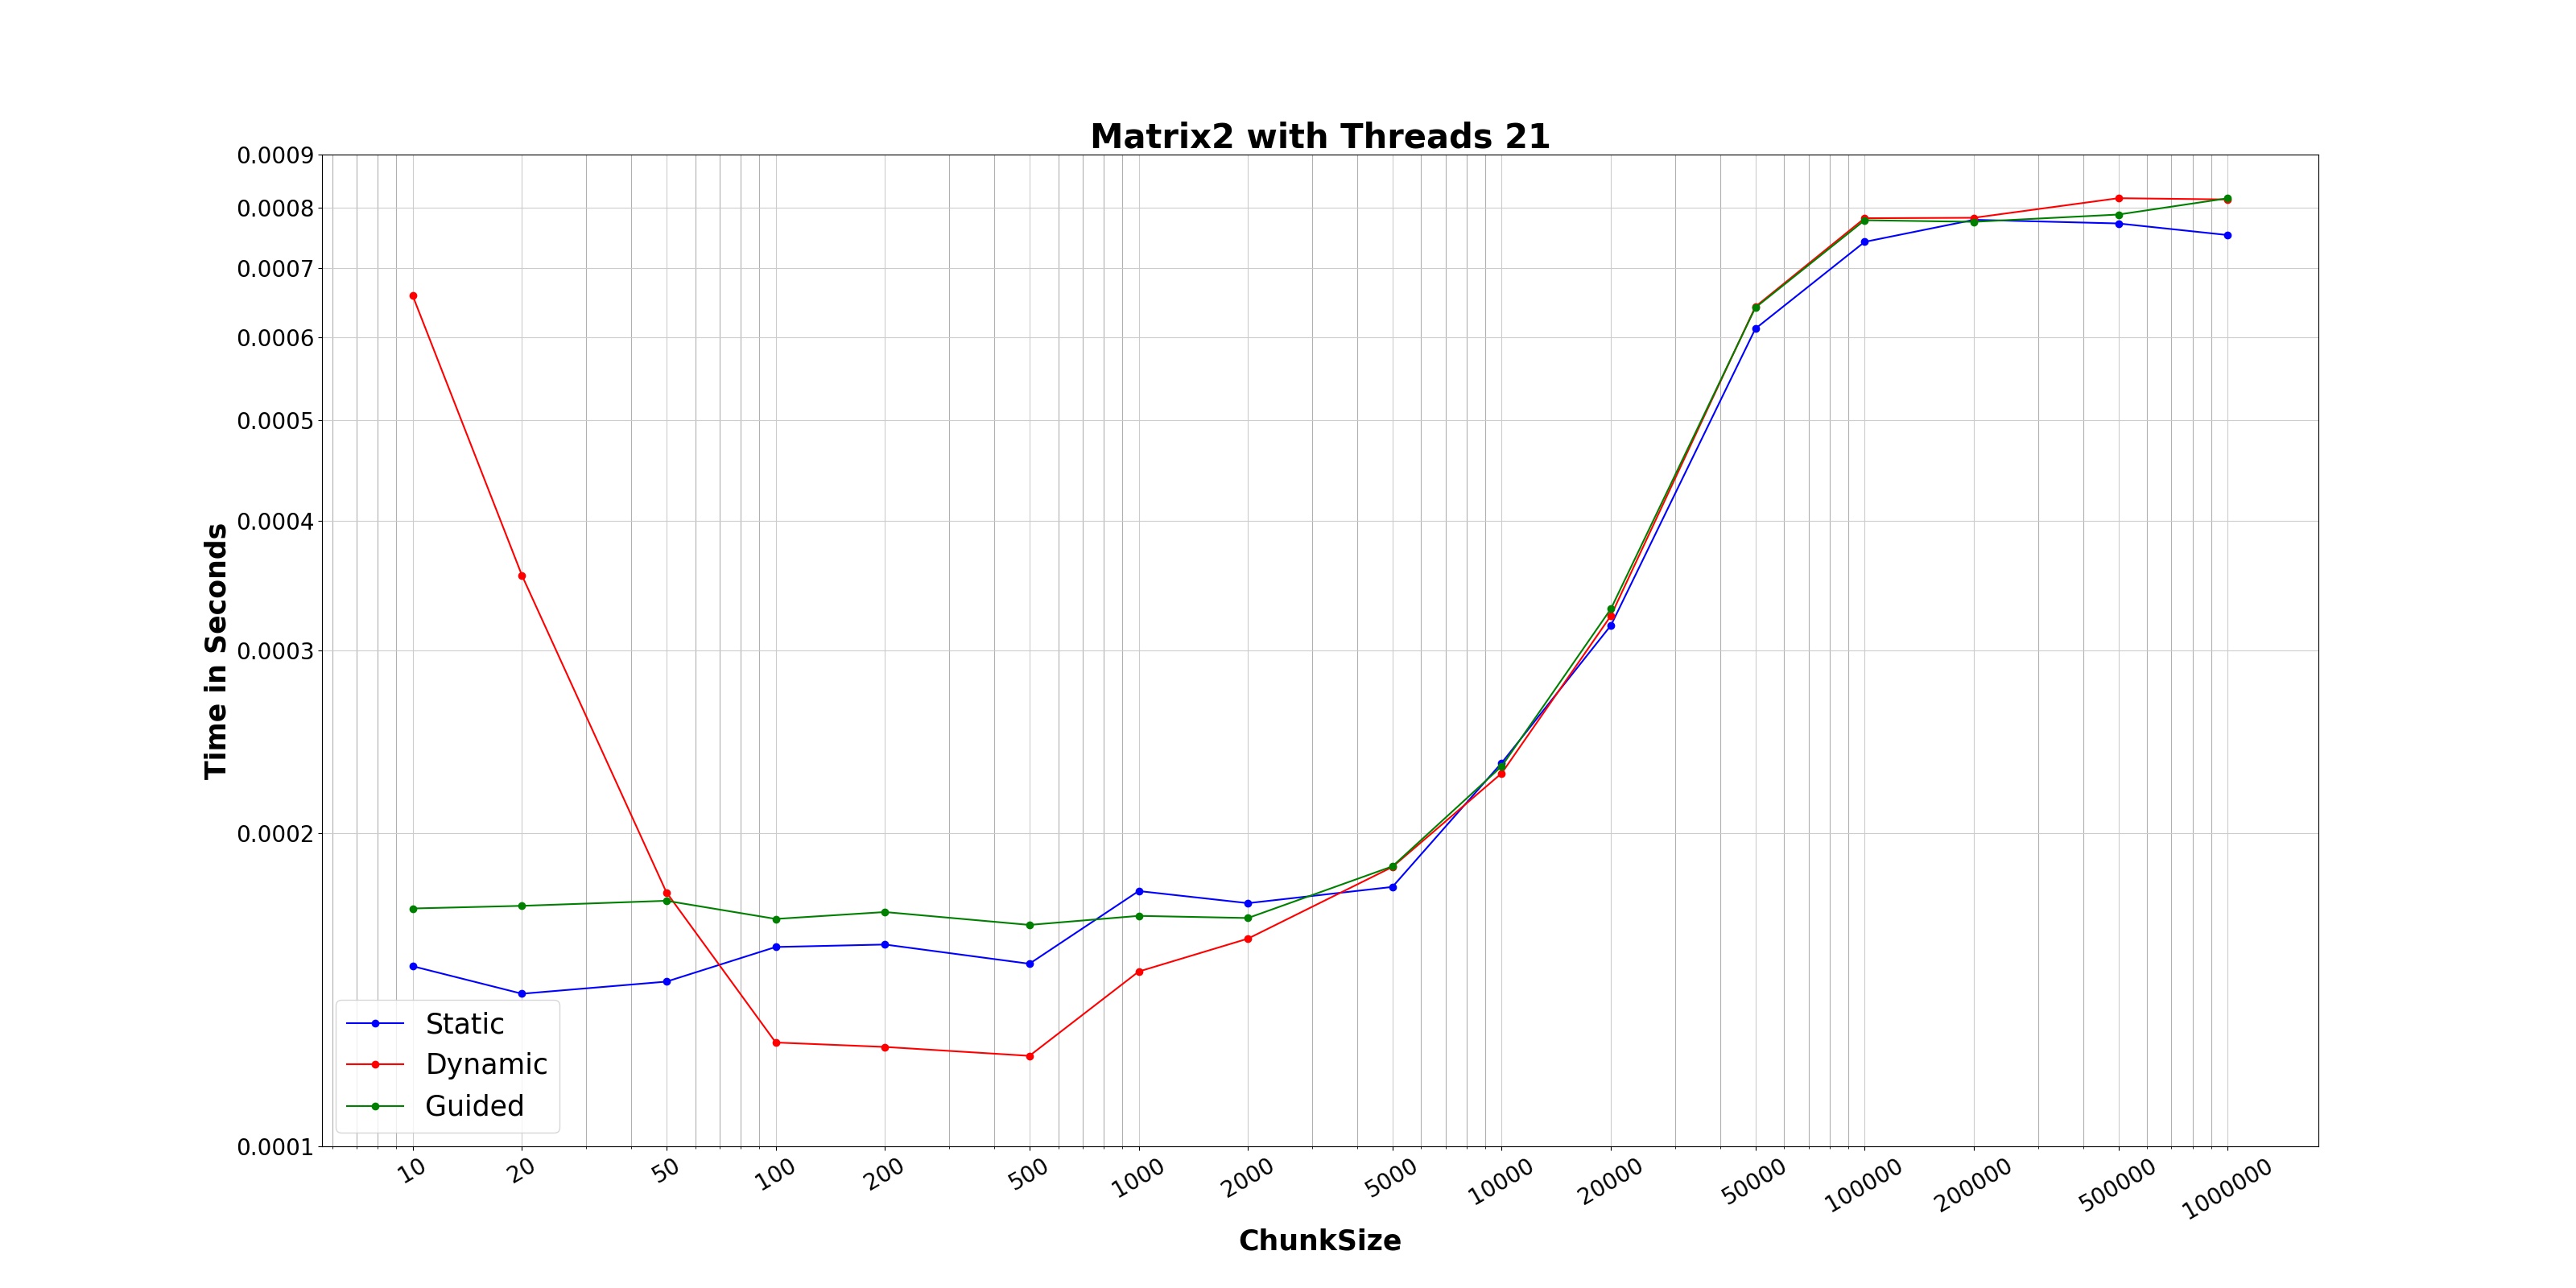 Matrix2 with Threads 21
0.0009
0.0008
0.0007
0.0006
0.0005
0.0004
0.0003
0.0002
0.0001
Time in Seconds
Static
Dynamic
Guided
10 20 50 100 200 500 1000 2000 5000 10000 20000 50000 100000 200000 500000 1000000
ChunkSize